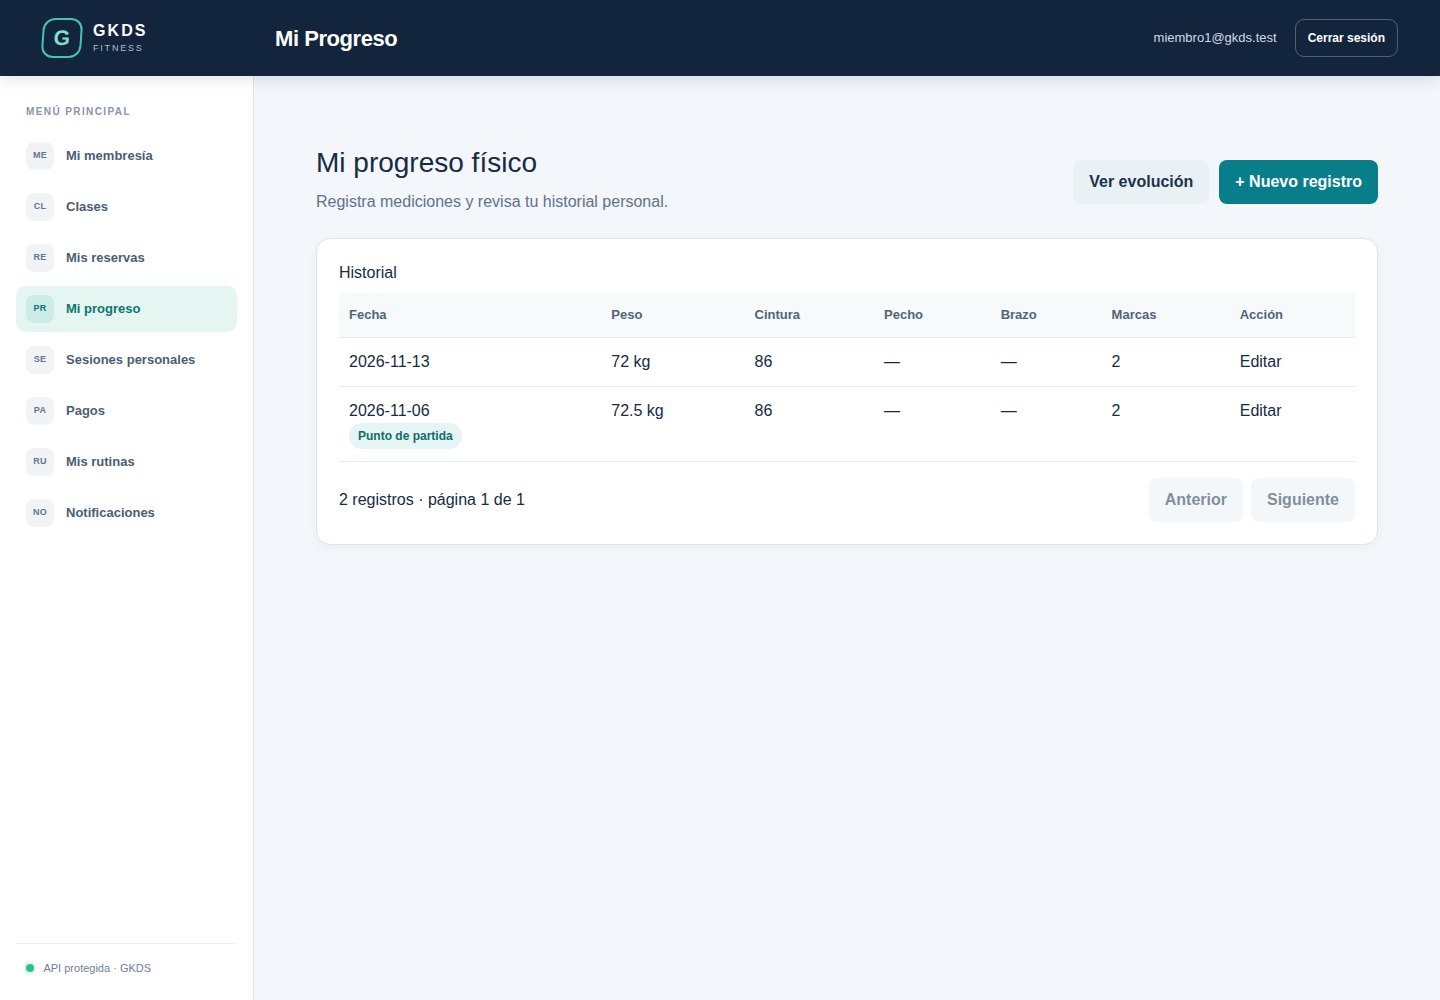 G
GKDS
FITNESS
Mi Progreso
miembro1@gkds.test
Cerrar sesión
MENÚ PRINCIPAL
ME Mi membresía
CL Clases
RE Mis reservas
PR Mi progreso
SE Sesiones personales
PA Pagos
RU Mis rutinas
NO Notificaciones
API protegida · GKDS
Mi progreso físico
Registra mediciones y revisa tu historial personal.
Ver evolución
+ Nuevo registro
Historial
Fecha Peso Cintura Pecho Brazo Marcas Acción
2026-11-13 72 kg 86 — — 2 Editar
2026-11-06 72.5 kg 86 — — 2 Editar
Punto de partida
2 registros · página 1 de 1
Anterior Siguiente